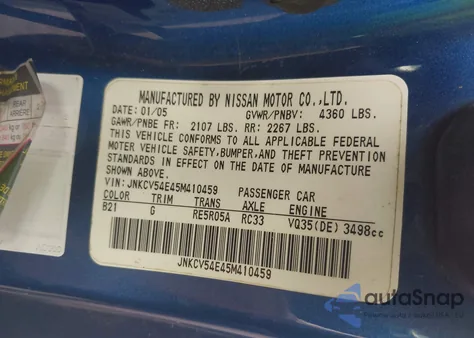 MANUFACTURED BY NISSAN MOTOR CO.,LTD.
DATE: 01/05 GVWR/PNBV: 4360 LBS.
GAWR/PNBE FR: 2107 LBS. RR: 2267 LBS.
THIS VEHICLE CONFORMS TO ALL APPLICABLE FEDERAL
MOTOR VEHICLE SAFETY, BUMPER, AND THEFT PREVENTION
STANDARDS IN EFFECT ON THE DATE OF MANUFACTURE
SHOWN ABOVE.
VIN: JNKCV54E45M410459 PASSENGER CAR
COLOR TRIM TRANS AXLE ENGINE
B21 G RE5R05A RC33 VQ35(DE) 3498cc
JNKCV54E45M410459
REAR
autoSnap